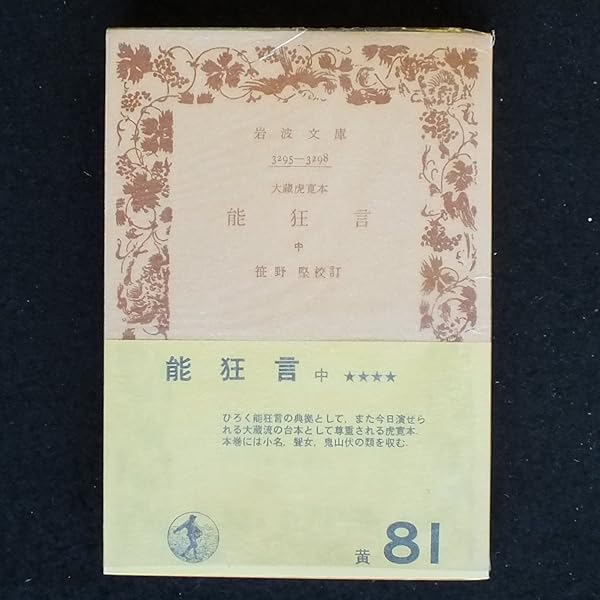 岩波文庫
3295—3298
大蔵虎寛本
能狂言
中
笹野堅校訂
能狂言 中 ★★★★
ひろく能狂言の典拠として，また今日演せら
れる大蔵流の台本として尊重される虎寛本．
本巻には小名，聟女，鬼山伏の類を収む．
黄 81